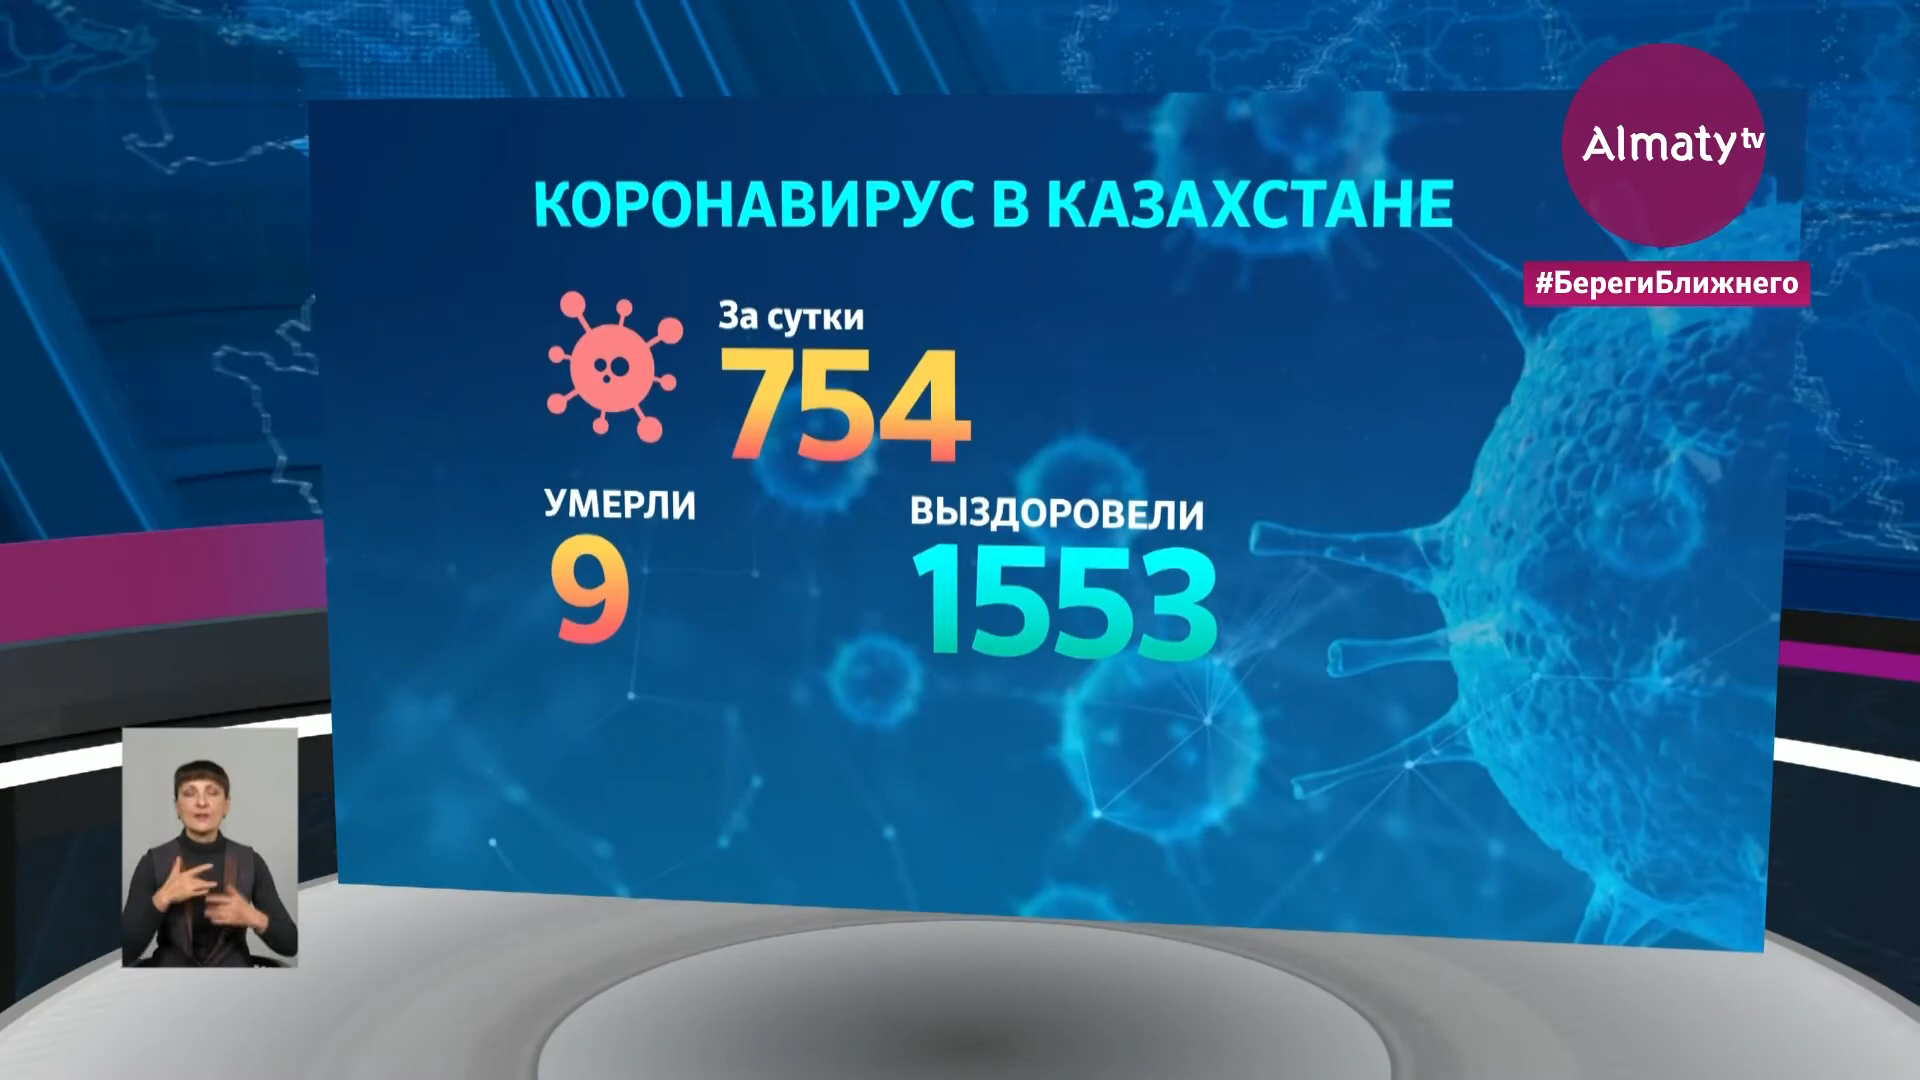 Almaty tv
КОРОНАВИРУС В КАЗАХСТАНЕ
#БерегиБлижнего
За сутки
754
УМЕРЛИ
9
ВЫЗДОРОВЕЛИ
1553